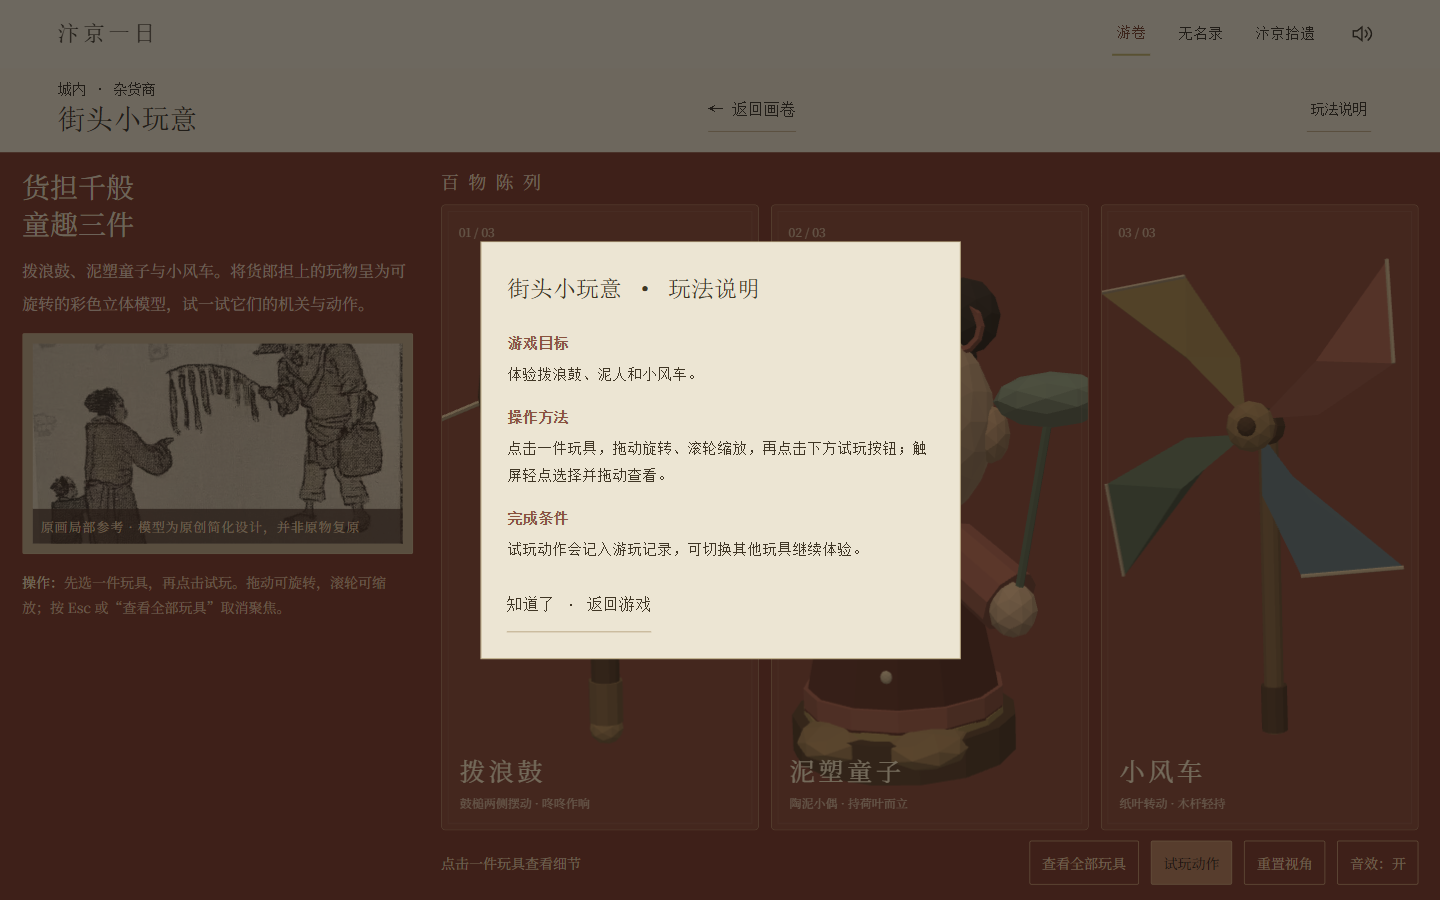 汴京一日
游卷
无名录
汴京拾遗
城内 · 杂货商
街头小玩意
← 返回画卷
玩法说明
货担千般
童趣三件
拨浪鼓、泥塑童子与小风车。将货郎担上的玩物呈为可
旋转的彩色立体模型，试一试它们的机关与动作。
原画局部参考 · 模型为原创简化设计，并非原物复原
操作：先选一件玩具，再点击试玩。拖动可旋转，滚轮可缩
放；按 Esc 或“查看全部玩具”取消聚焦。
百物陈列
01 / 03
02 / 03
03 / 03
街头小玩意 · 玩法说明
游戏目标
体验拨浪鼓、泥人和小风车。
操作方法
点击一件玩具，拖动旋转、滚轮缩放，再点击下方试玩按钮；触
屏轻点选择并拖动查看。
完成条件
试玩动作会记入游玩记录，可切换其他玩具继续体验。
知道了 · 返回游戏
拨浪鼓
鼓槌两侧摆动 · 咚咚作响
泥塑童子
陶泥小偶 · 持荷叶而立
小风车
纸叶转动 · 木杆轻持
点击一件玩具查看细节
查看全部玩具
试玩动作
重置视角
音效：开